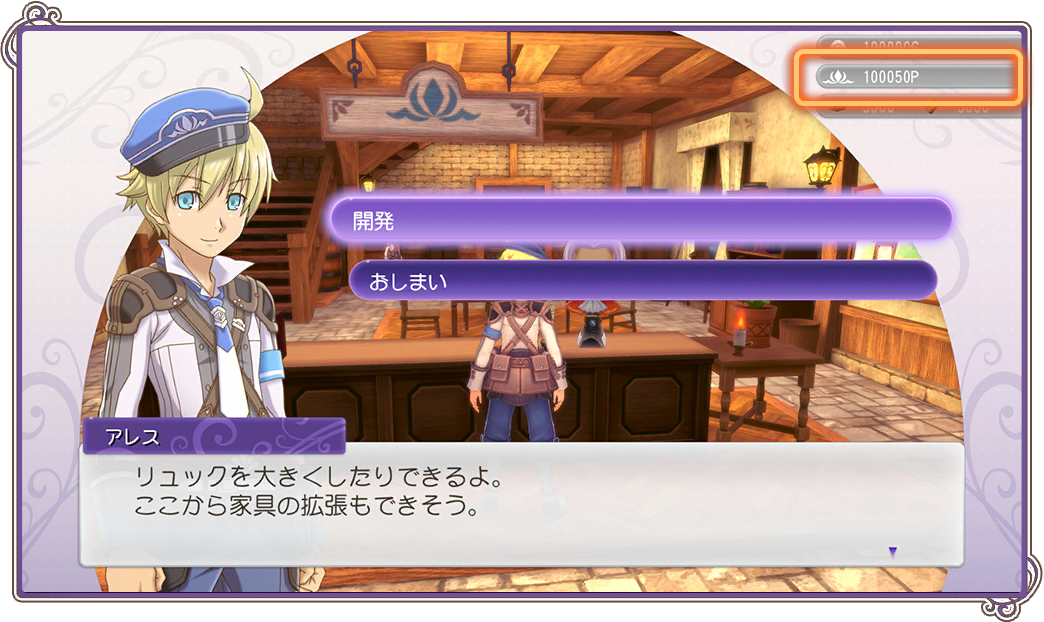 100050P
開発
おしまい
アレス
リュックを大きくしたりできるよ。
ここから家具の拡張もできそう。